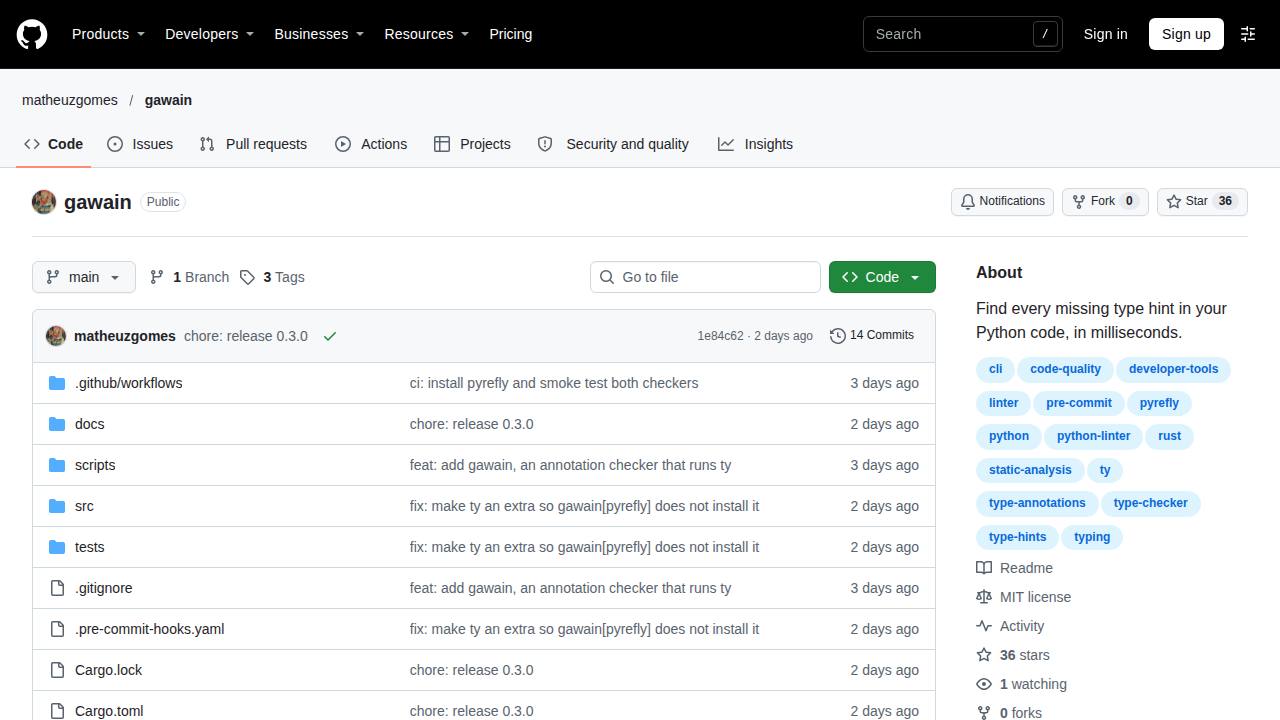 Products Developers Businesses Resources Pricing Search / Sign in Sign up
matheuzgomes / gawain
Code Issues Pull requests Actions Projects Security and quality Insights
gawain Public Notifications Fork 0 Star 36
main 1 Branch 3 Tags Go to file Code
matheuzgomes chore: release 0.3.0 1e84c62 · 2 days ago 14 Commits
.github/workflows ci: install pyrefly and smoke test both checkers 3 days ago
docs chore: release 0.3.0 2 days ago
scripts feat: add gawain, an annotation checker that runs ty 3 days ago
src fix: make ty an extra so gawain[pyrefly] does not install it 2 days ago
tests fix: make ty an extra so gawain[pyrefly] does not install it 2 days ago
.gitignore feat: add gawain, an annotation checker that runs ty 3 days ago
.pre-commit-hooks.yaml fix: make ty an extra so gawain[pyrefly] does not install it 2 days ago
Cargo.lock chore: release 0.3.0 2 days ago
Cargo.toml chore: release 0.3.0 2 days ago
About
Find every missing type hint in your
Python code, in milliseconds.
cli code-quality developer-tools
linter pre-commit pyrefly
python python-linter rust
static-analysis ty
type-annotations type-checker
type-hints typing
Readme
MIT license
Activity
36 stars
1 watching
0 forks